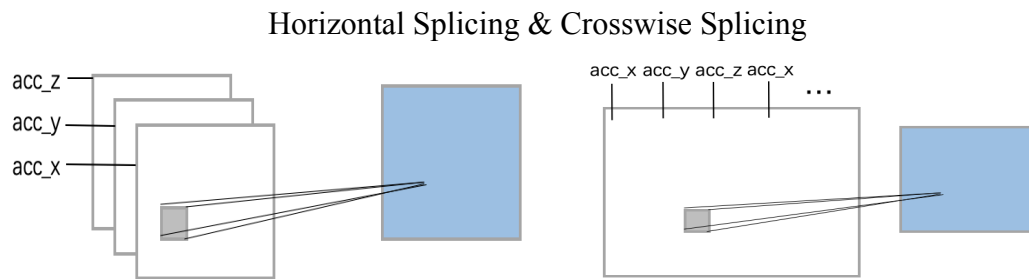 Horizontal Splicing & Crosswise Splicing
acc_z
acc_y
acc_x
acc_x acc_y acc_z acc_x ...